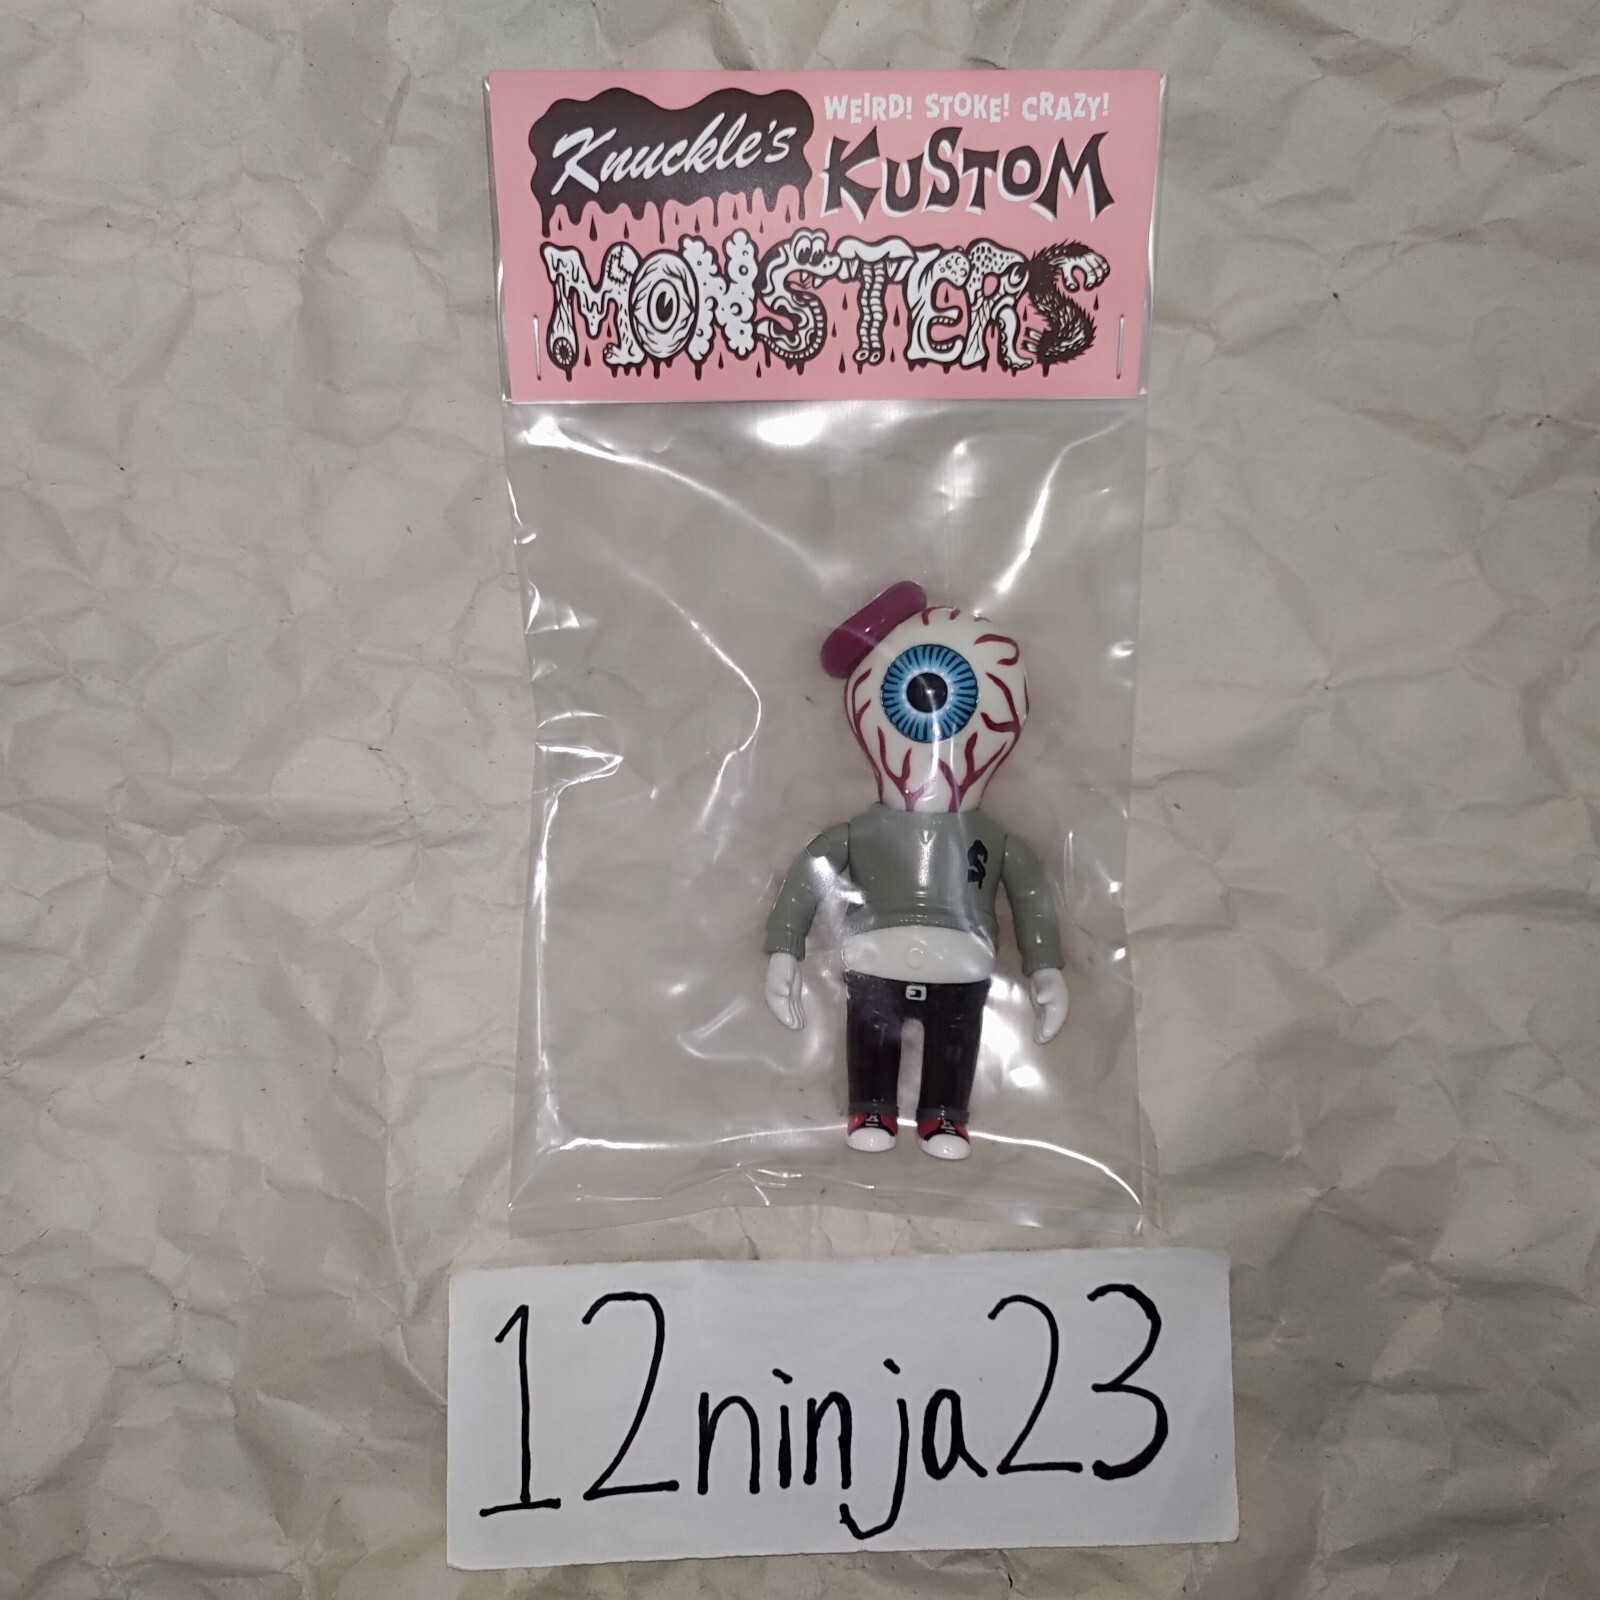 Knuckle's
WEIRD! STOKE! CRAZY!
KUSTOM
MONSTERS
S
12ninja23